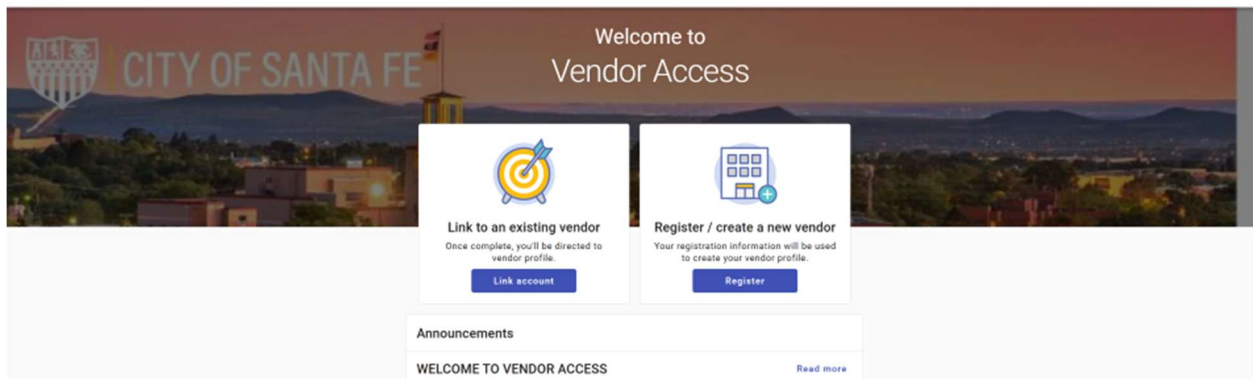 CITY OF SANTA FE
Welcome to
Vendor Access
Link to an existing vendor
Once complete, you'll be directed to
vendor profile.
Link account
Register / create a new vendor
Your registration information will be used
to create your vendor profile.
Register
Announcements
WELCOME TO VENDOR ACCESS
Read more